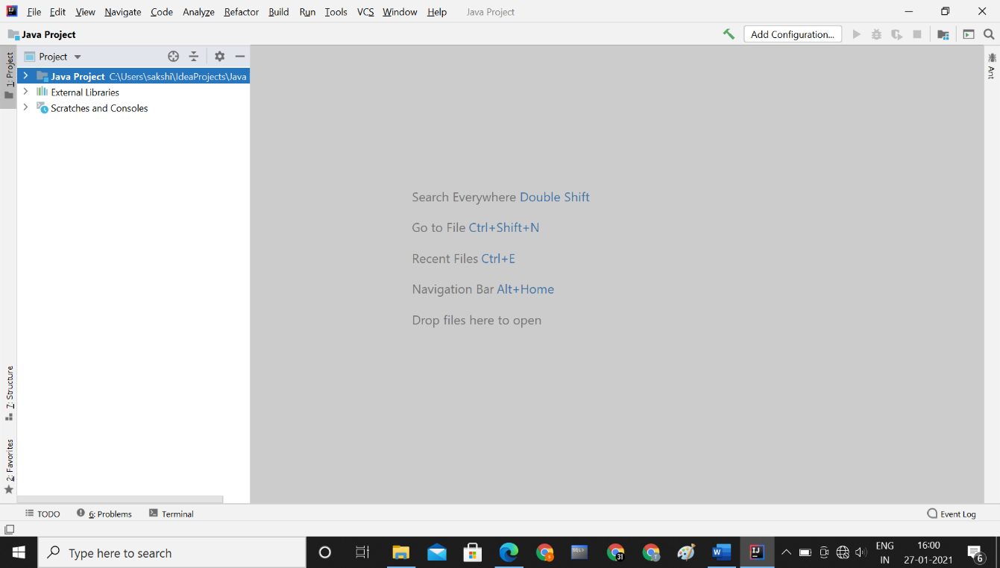 File Edit View Navigate Code Analyze Refactor Build Run Tools VCS Window Help Java Project
Java Project
Add Configuration...
1: Project
Project
Java Project C:\Users\sakshi\IdeaProjects\Java
External Libraries
Scratches and Consoles
Ant
Search Everywhere Double Shift
Go to File Ctrl+Shift+N
Recent Files Ctrl+E
Navigation Bar Alt+Home
Drop files here to open
7: Structure
2: Favorites
TODO 6: Problems Terminal Event Log
Type here to search
31
ENG
IN
16:00
27-01-2021
6